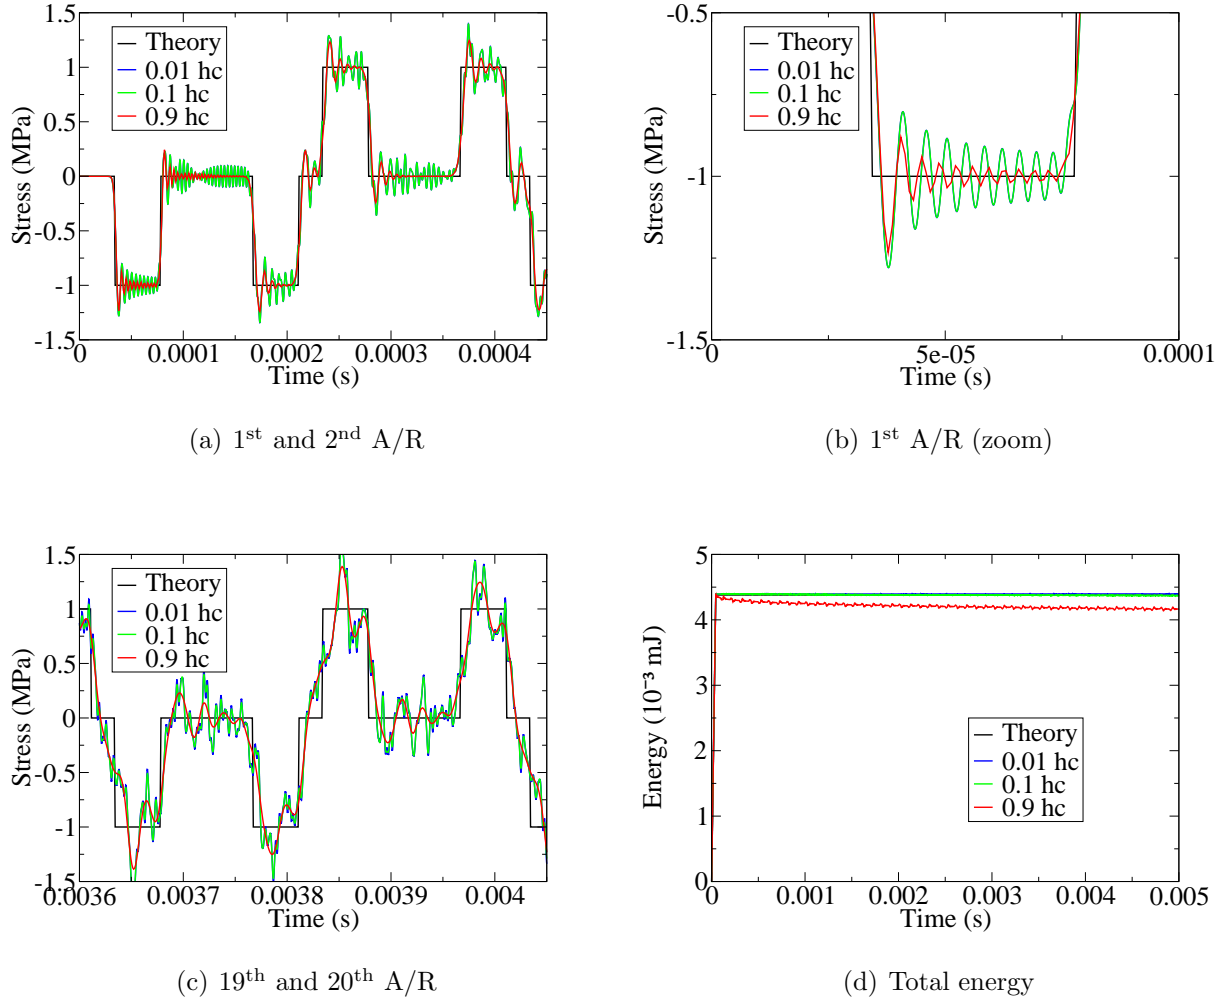 1.5
1
0.5
0
-0.5
-1
-1.5
Stress (MPa)
Theory
0.01 hc
0.1 hc
0.9 hc
0 0.0001 0.0002 0.0003 0.0004
Time (s)
(a) 1st and 2nd A/R
-0.5
-1
-1.5
Stress (MPa)
Theory
0.01 hc
0.1 hc
0.9 hc
0 5e-05 0.0001
Time (s)
(b) 1st A/R (zoom)
1.5
1
0.5
0
-0.5
-1
-1.5
Stress (MPa)
Theory
0.01 hc
0.1 hc
0.9 hc
0.0036 0.0037 0.0038 0.0039 0.004
Time (s)
(c) 19th and 20th A/R
5
4
3
2
1
0
Energy (10⁻³ mJ)
Theory
0.01 hc
0.1 hc
0.9 hc
0 0.001 0.002 0.003 0.004 0.005
Time (s)
(d) Total energy